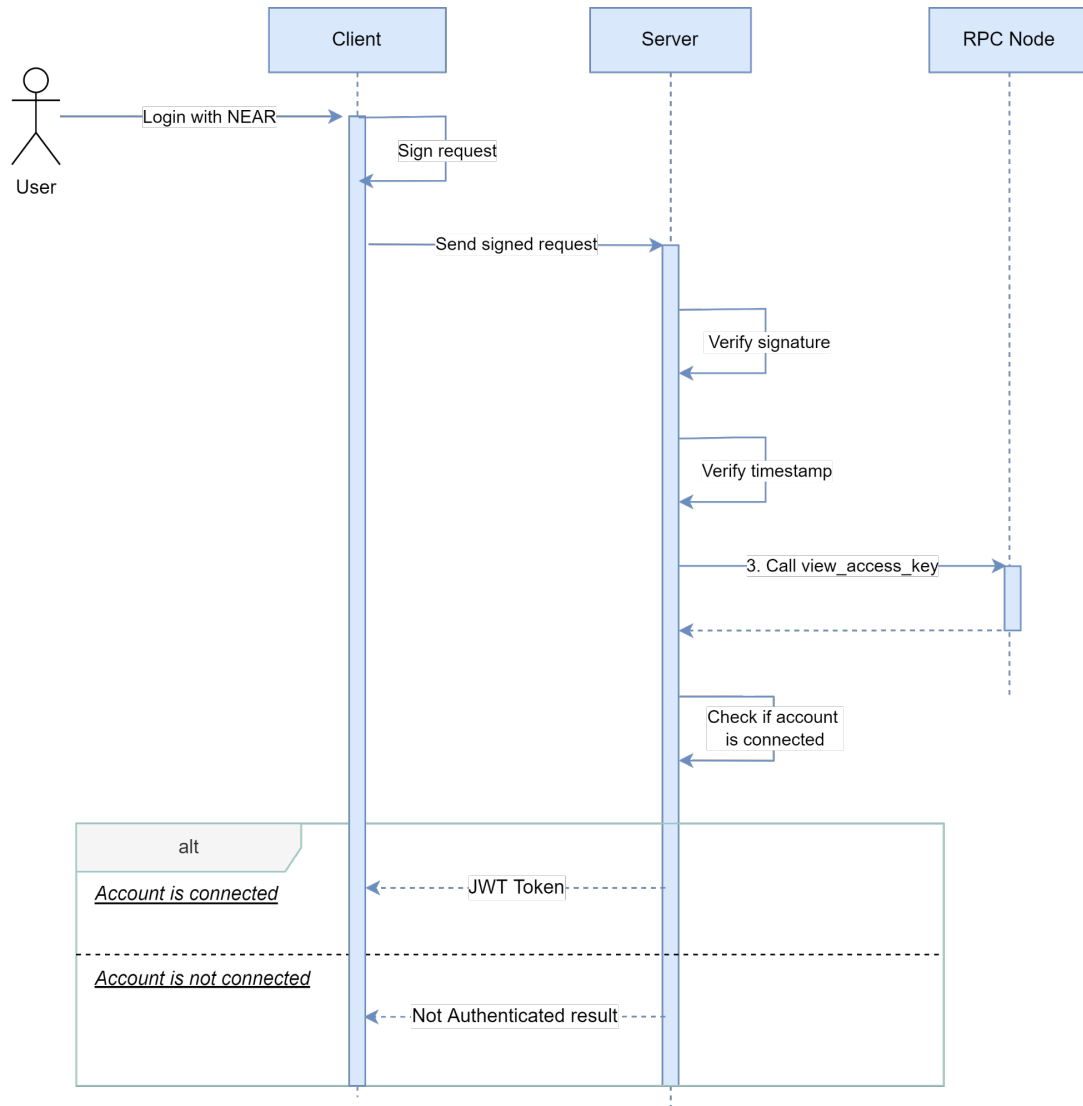 Client
Server
RPC Node
Login with NEAR
Sign request
User
Send signed request
Verify signature
Verify timestamp
3. Call view_access_key
Check if account
is connected
alt
Account is connected
JWT Token
Account is not connected
Not Authenticated result